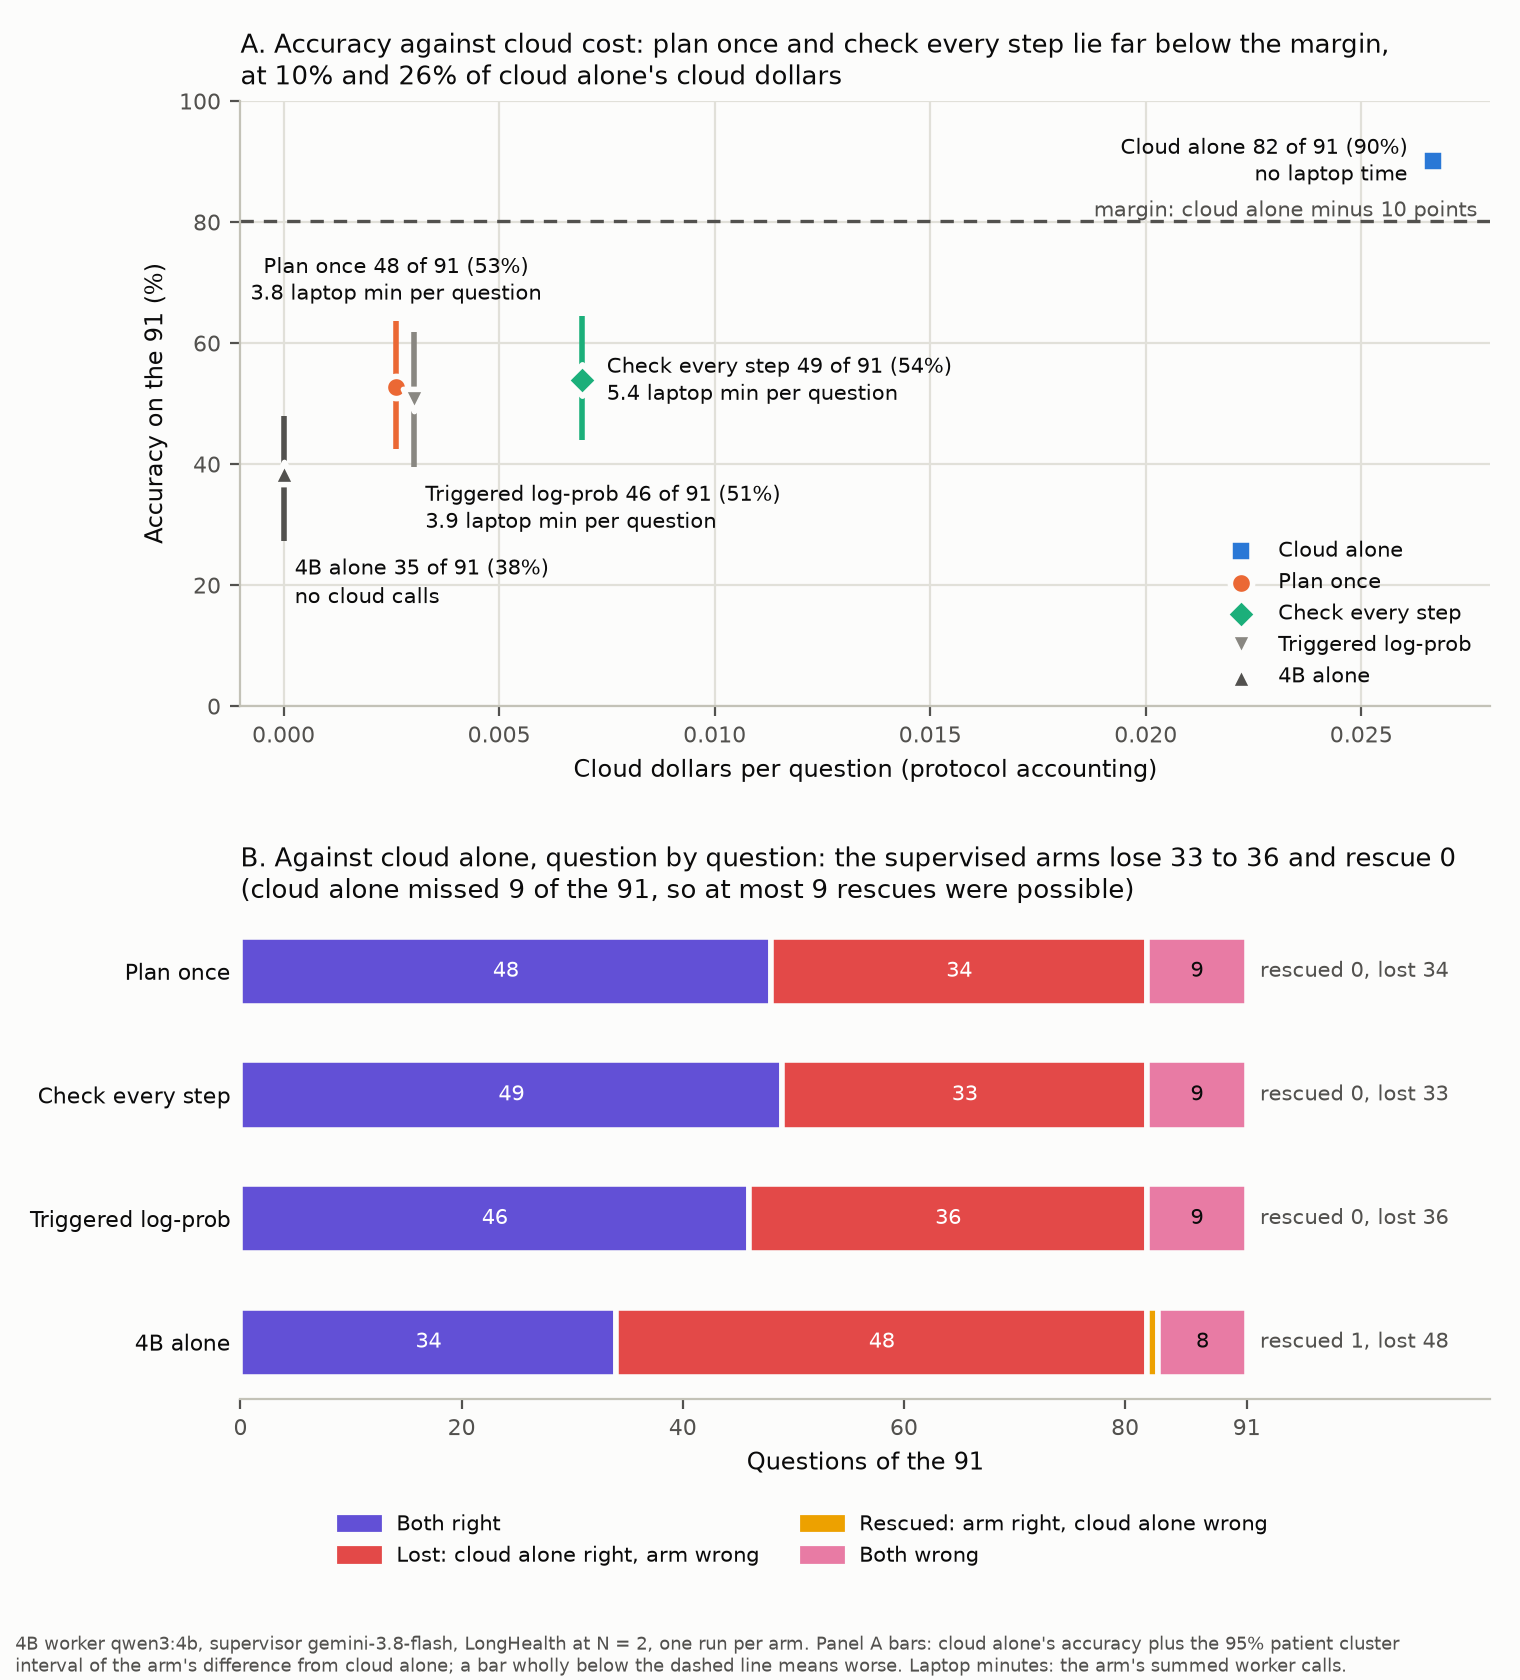 A. Accuracy against cloud cost: plan once and check every step lie far below the margin,
at 10% and 26% of cloud alone's cloud dollars
100
80
60
40
20
0
Accuracy on the 91 (%)
Cloud alone 82 of 91 (90%)
no laptop time
margin: cloud alone minus 10 points
Plan once 48 of 91 (53%)
3.8 laptop min per question
Check every step 49 of 91 (54%)
5.4 laptop min per question
Triggered log-prob 46 of 91 (51%)
3.9 laptop min per question
4B alone 35 of 91 (38%)
no cloud calls
Cloud alone
Plan once
Check every step
Triggered log-prob
4B alone
0.000 0.005 0.010 0.015 0.020 0.025
Cloud dollars per question (protocol accounting)
B. Against cloud alone, question by question: the supervised arms lose 33 to 36 and rescue 0
(cloud alone missed 9 of the 91, so at most 9 rescues were possible)
Plan once 48 34 9 rescued 0, lost 34
Check every step 49 33 9 rescued 0, lost 33
Triggered log-prob 46 36 9 rescued 0, lost 36
4B alone 34 48 8 rescued 1, lost 48
0 20 40 60 80 91
Questions of the 91
Both right
Lost: cloud alone right, arm wrong
Rescued: arm right, cloud alone wrong
Both wrong
4B worker qwen3:4b, supervisor gemini-3.8-flash, LongHealth at N = 2, one run per arm. Panel A bars: cloud alone's accuracy plus the 95% patient cluster
interval of the arm's difference from cloud alone; a bar wholly below the dashed line means worse. Laptop minutes: the arm's summed worker calls.